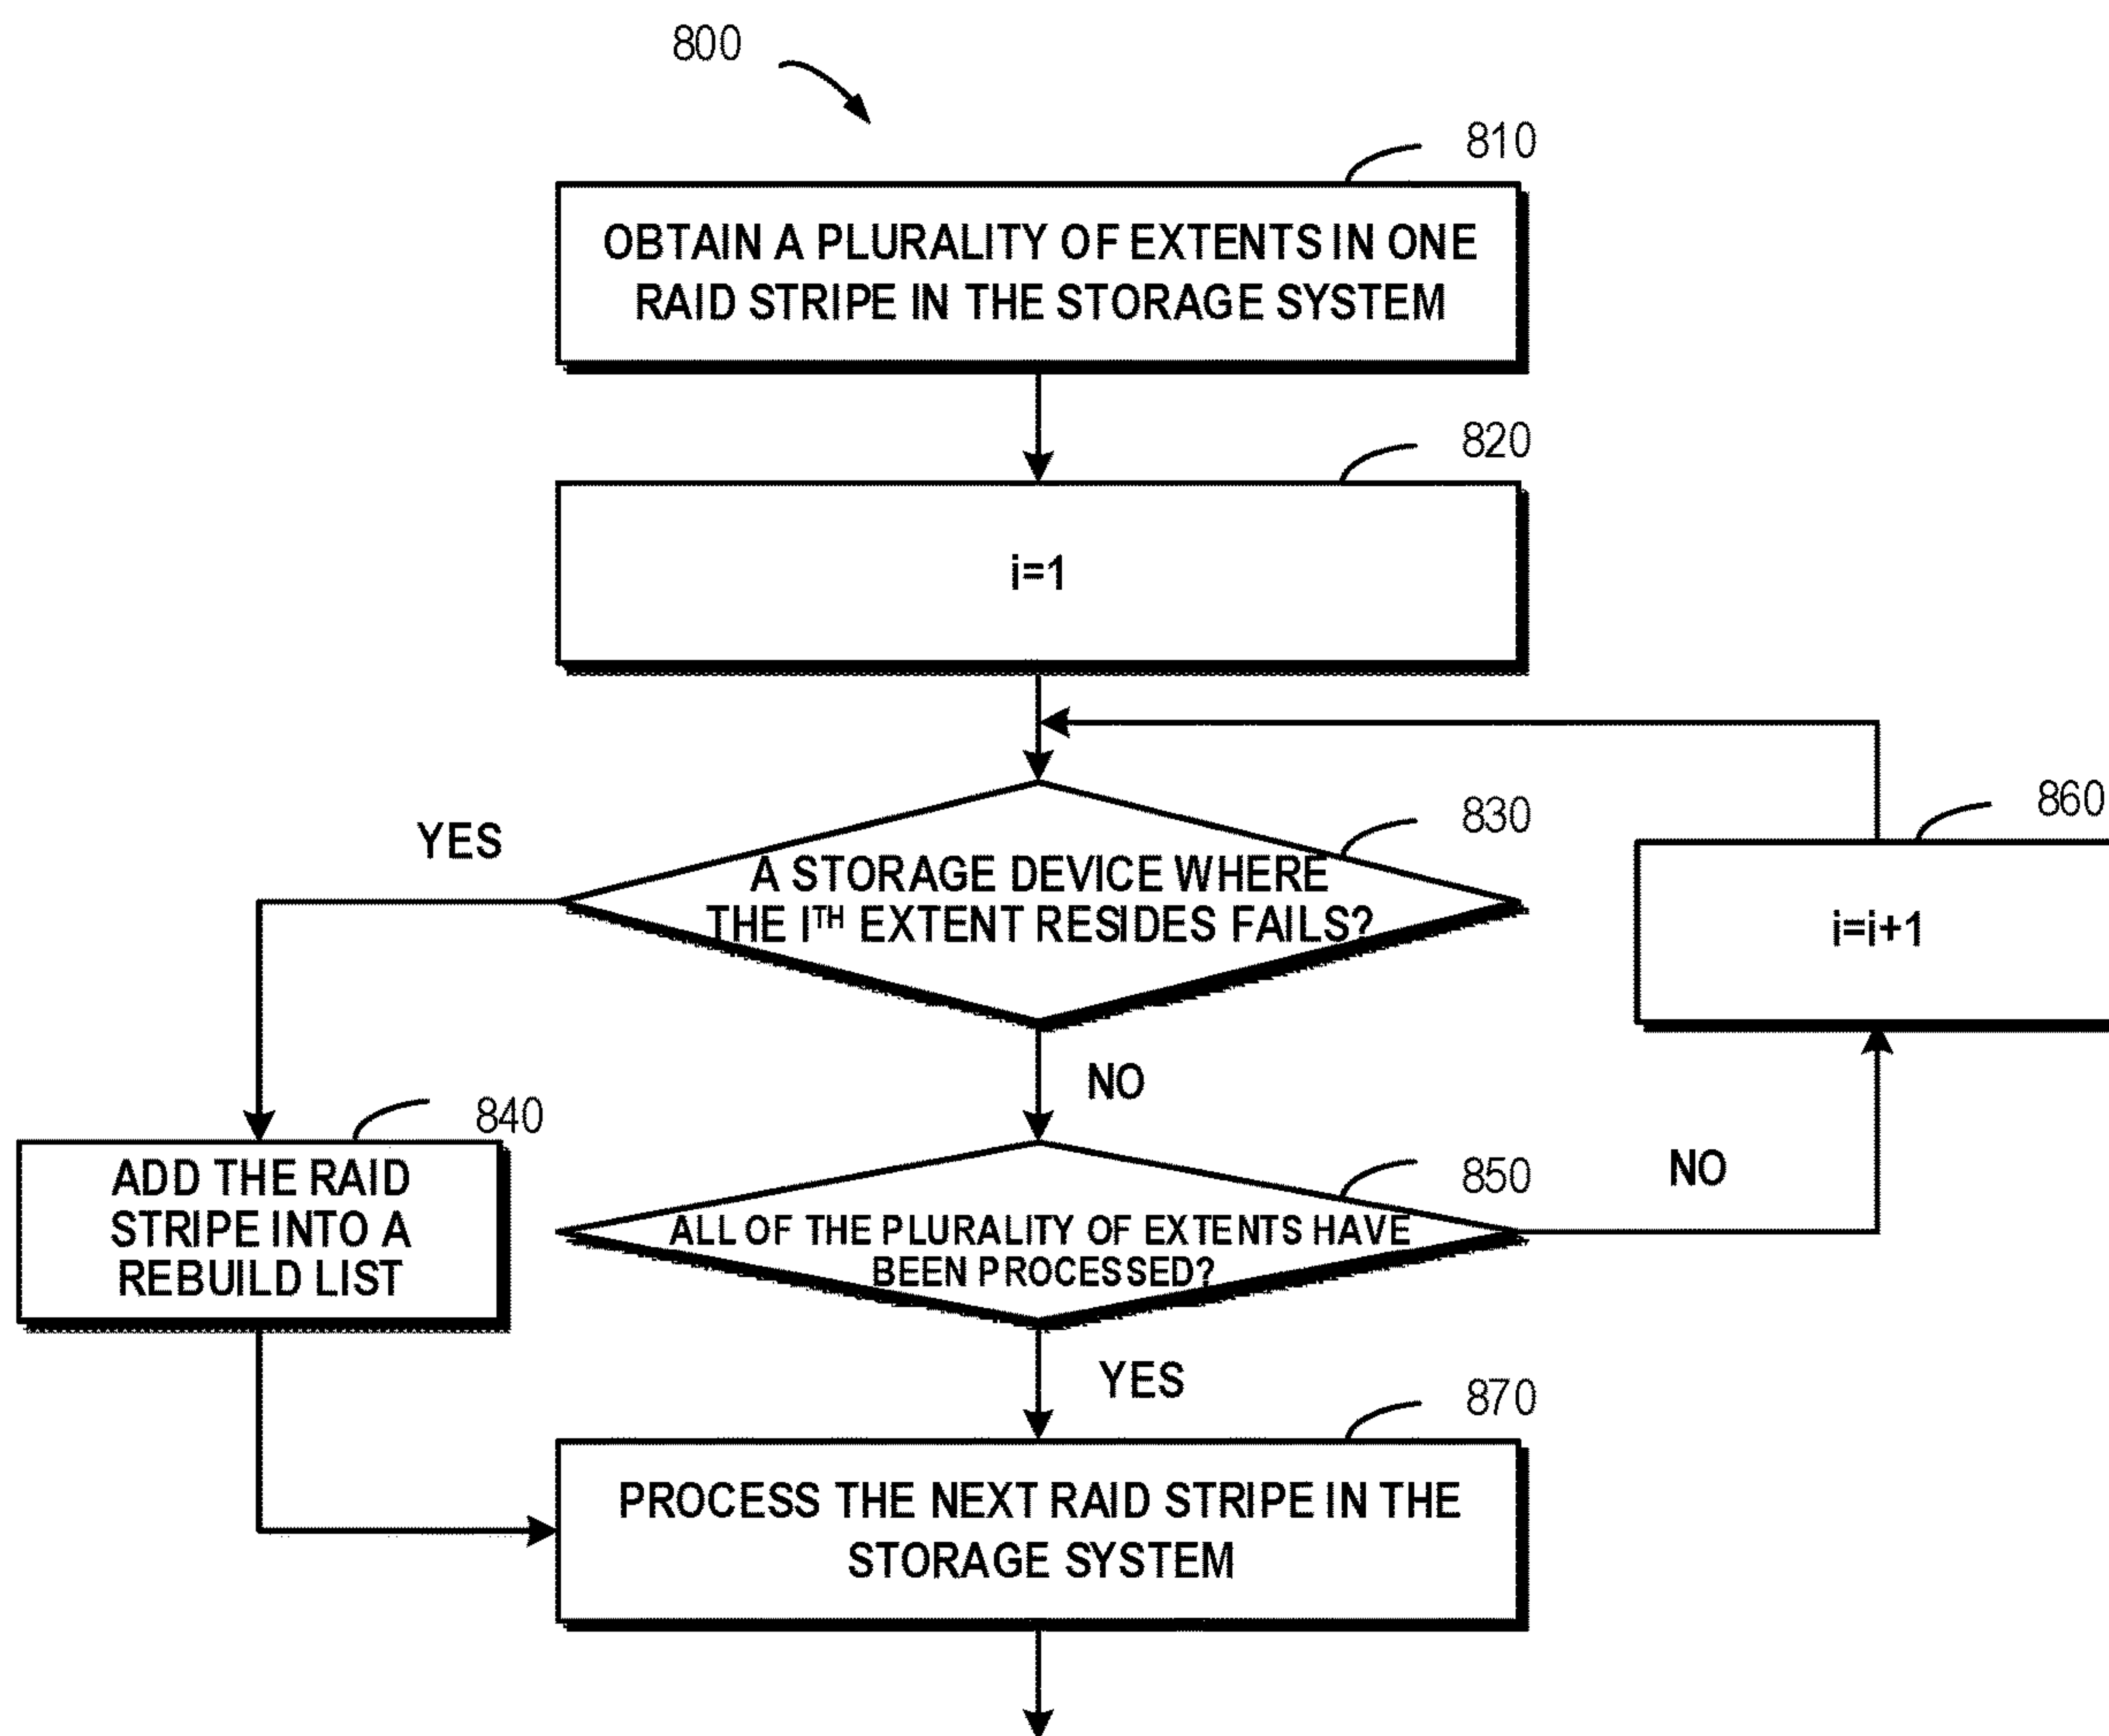 800
810
OBTAIN A PLURALITY OF EXTENTS IN ONE
RAID STRIPE IN THE STORAGE SYSTEM
820
i=1
830
YES
A STORAGE DEVICE WHERE
THE ITH EXTENT RESIDES FAILS?
860
i=i+1
NO
840
ADD THE RAID
STRIPE INTO A
REBUILD LIST
850
NO
ALL OF THE PLURALITY OF EXTENTS HAVE
BEEN PROCESSED?
YES
870
PROCESS THE NEXT RAID STRIPE IN THE
STORAGE SYSTEM